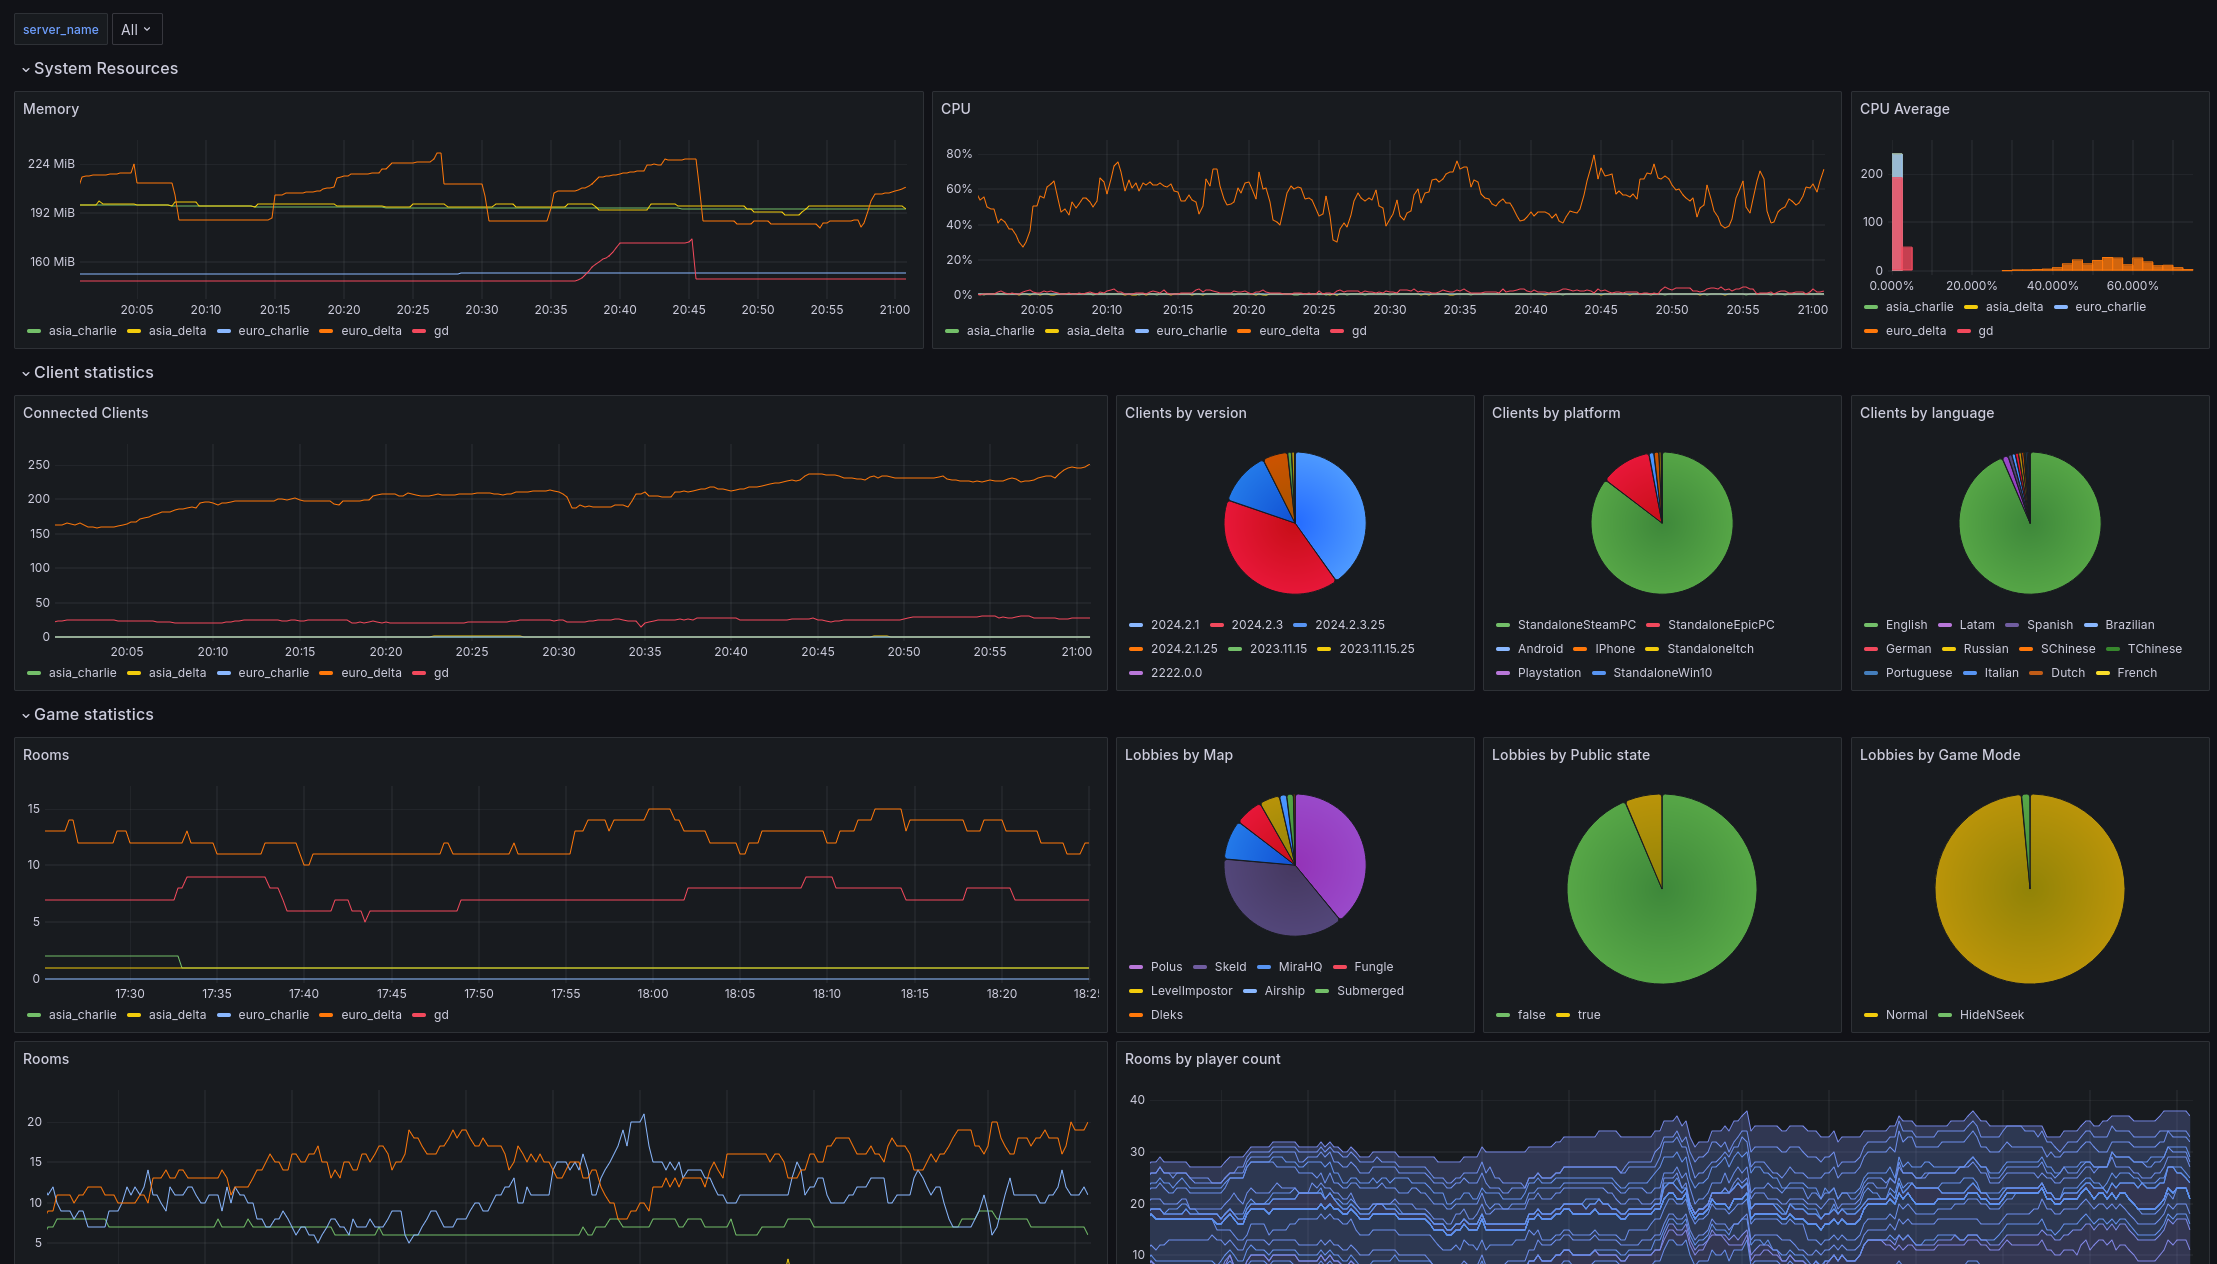 server_name All
System Resources
Memory
224 MiB
192 MiB
160 MiB
20:05 20:10 20:15 20:20 20:25 20:30 20:35 20:40 20:45 20:50 20:55 21:00
asia_charlie asia_delta euro_charlie euro_delta gd
CPU
80%
60%
40%
20%
0%
20:05 20:10 20:15 20:20 20:25 20:30 20:35 20:40 20:45 20:50 20:55 21:00
asia_charlie asia_delta euro_charlie euro_delta gd
CPU Average
200
100
0
0.000% 20.000% 40.000% 60.000%
asia_charlie asia_delta euro_charlie
euro_delta gd
Client statistics
Connected Clients
250
200
150
100
50
0
20:05 20:10 20:15 20:20 20:25 20:30 20:35 20:40 20:45 20:50 20:55 21:00
asia_charlie asia_delta euro_charlie euro_delta gd
Clients by version
2024.2.1 2024.2.3 2024.2.3.25
2024.2.1.25 2023.11.15 2023.11.15.25
2222.0.0
Clients by platform
StandaloneSteamPC StandaloneEpicPC
Android IPhone StandaloneItch
Playstation StandaloneWin10
Clients by language
English Latam Spanish Brazilian
German Russian SChinese TChinese
Portuguese Italian Dutch French
Game statistics
Rooms
15
10
5
0
17:30 17:35 17:40 17:45 17:50 17:55 18:00 18:05 18:10 18:15 18:20 18:25
asia_charlie asia_delta euro_charlie euro_delta gd
Lobbies by Map
Polus Skeld MiraHQ Fungle
LevelImpostor Airship Submerged
Dleks
Lobbies by Public state
false true
Lobbies by Game Mode
Normal HideNSeek
Rooms
20
15
10
5
Rooms by player count
40
30
20
10